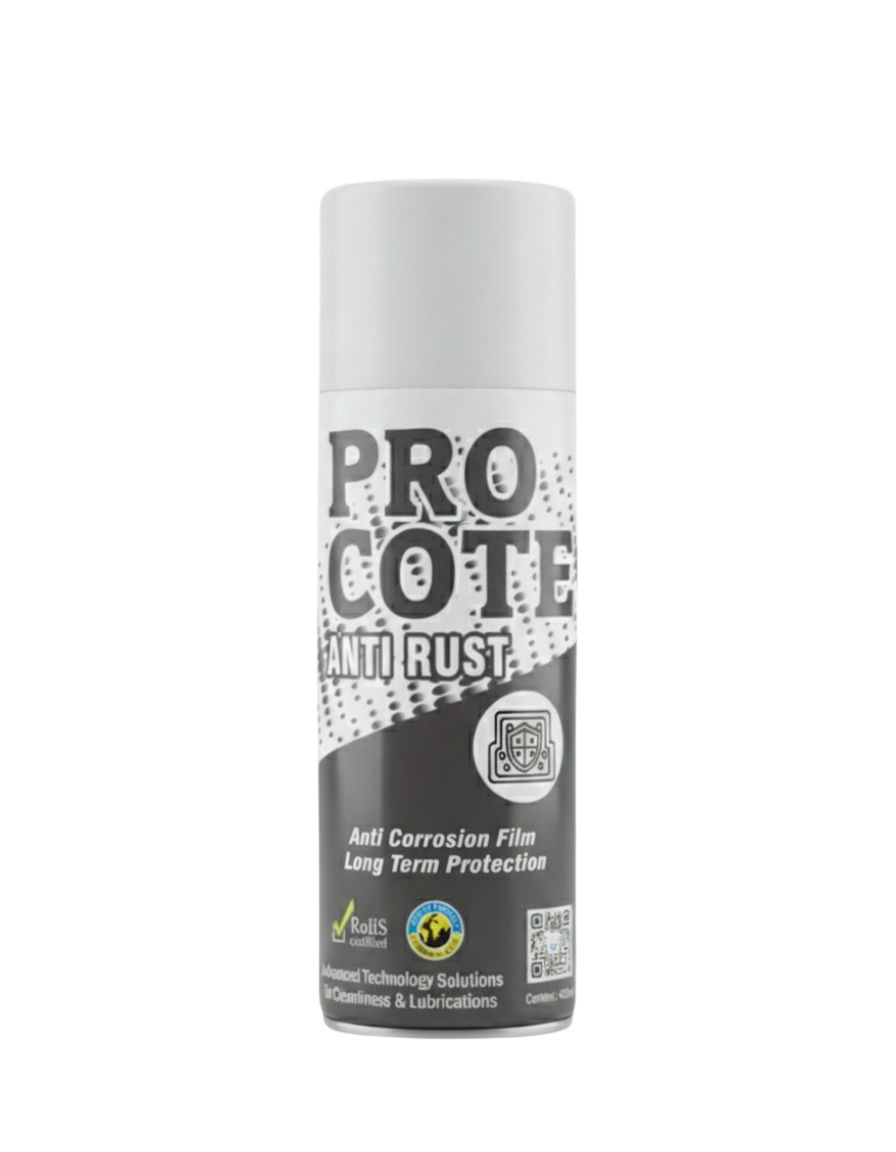 PRO
COTE
ANTI RUST
Anti Corrosion Film
Long Term Protection
RoHS
certified
Advanced Technology Solutions
for Cleanliness & Lubrications